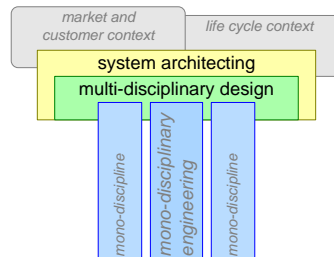 market and
customer context
life cycle context
system architecting
multi-disciplinary design
mono-discipline
mono-disciplinary
engineering
mono-discipline